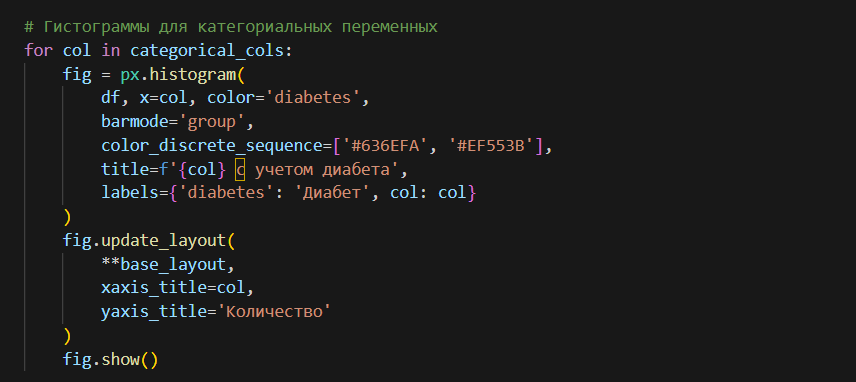 # Гистограммы для категориальных переменных
for col in categorical_cols:
    fig = px.histogram(
        df, x=col, color='diabetes',
        barmode='group',
        color_discrete_sequence=['#636EFA', '#EF553B'],
        title=f'{col} с учетом диабета',
        labels={'diabetes': 'Диабет', col: col}
    )
    fig.update_layout(
        **base_layout,
        xaxis_title=col,
        yaxis_title='Количество'
    )
    fig.show()